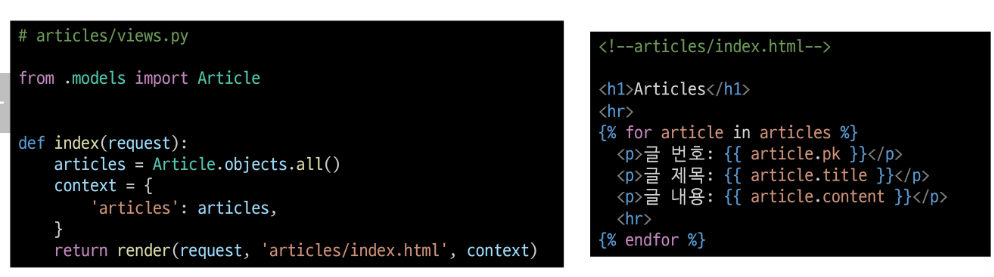 # articles/views.py
from .models import Article
def index(request):
    articles = Article.objects.all()
    context = {
        'articles': articles,
    }
    return render(request, 'articles/index.html', context)
<!--articles/index.html-->
<h1>Articles</h1>
<hr>
{% for article in articles %}
  <p>글 번호: {{ article.pk }}</p>
  <p>글 제목: {{ article.title }}</p>
  <p>글 내용: {{ article.content }}</p>
  <hr>
{% endfor %}